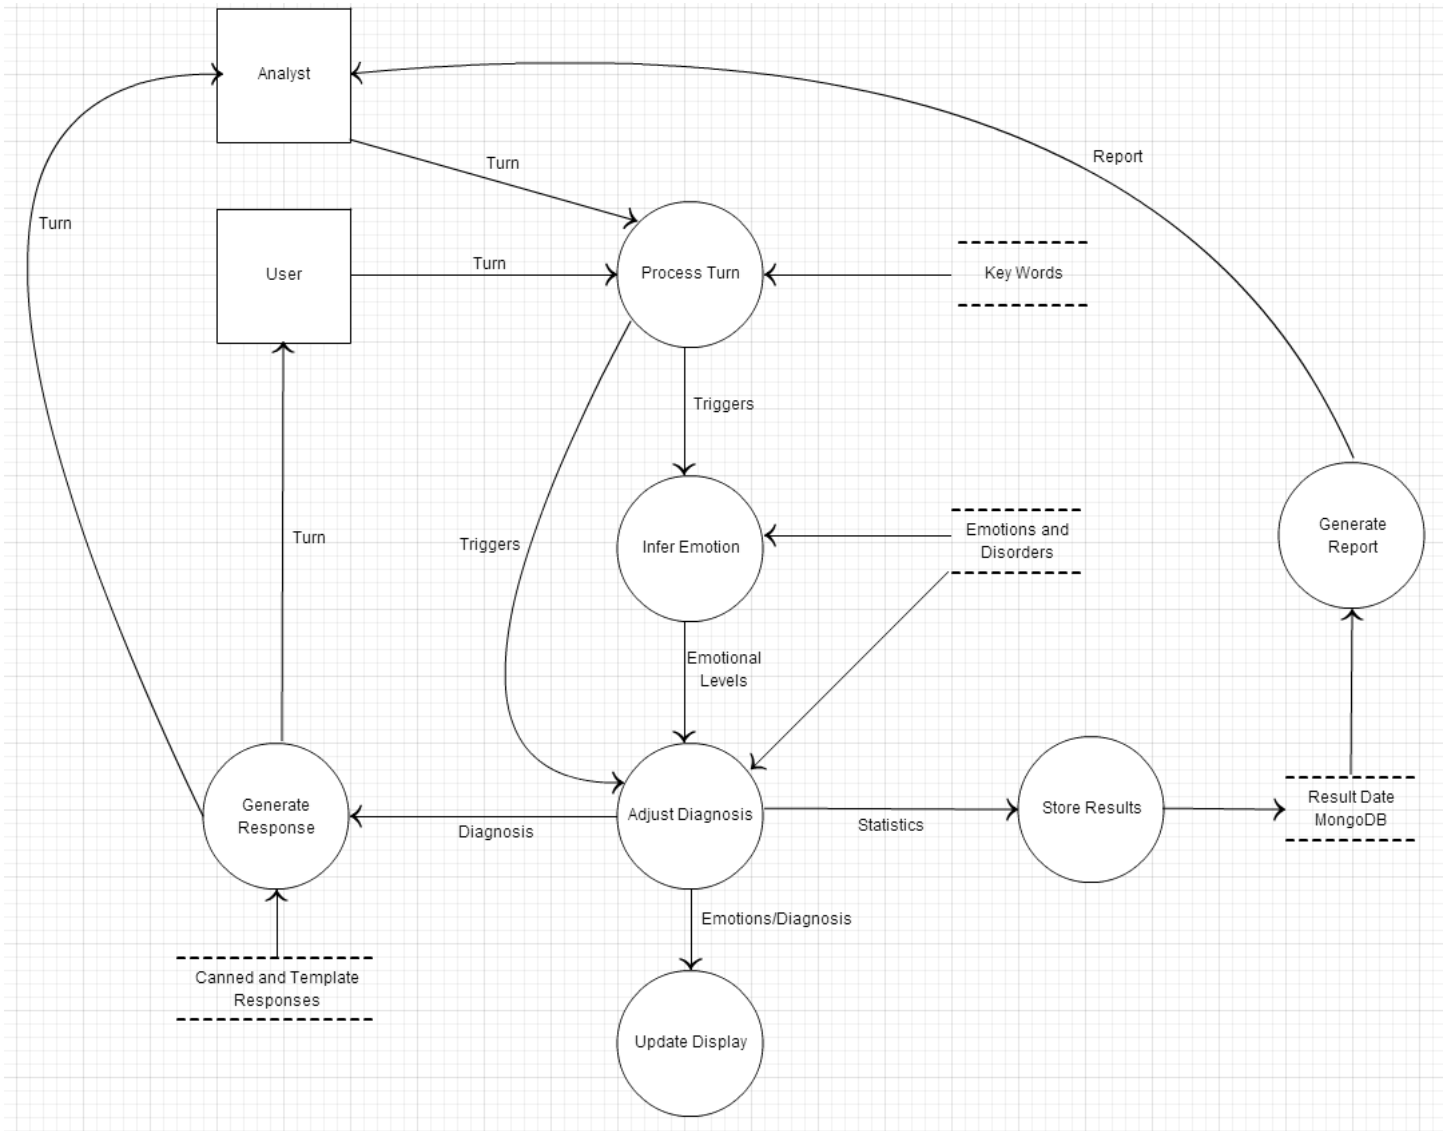 Analyst
Report
Turn
Turn
User
Turn
Process Turn
Key Words
Triggers
Generate
Report
Emotions and
Disorders
Turn
Triggers
Infer Emotion
Emotional
Levels
Generate
Response
Diagnosis
Adjust Diagnosis
Statistics
Store Results
Result Date
MongoDB
Emotions/Diagnosis
Canned and Template
Responses
Update Display